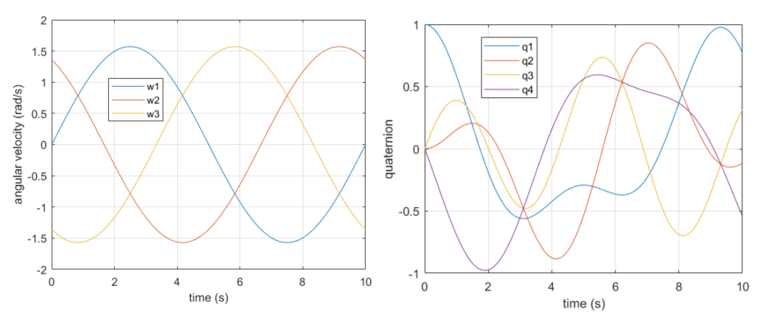 2
1.5
1
0.5
0
-0.5
-1
-1.5
-2
angular velocity (rad/s)
w1
w2
w3
0 2 4 6 8 10
time (s)
1
0.5
0
-0.5
-1
quaternion
q1
q2
q3
q4
0 2 4 6 8 10
time (s)